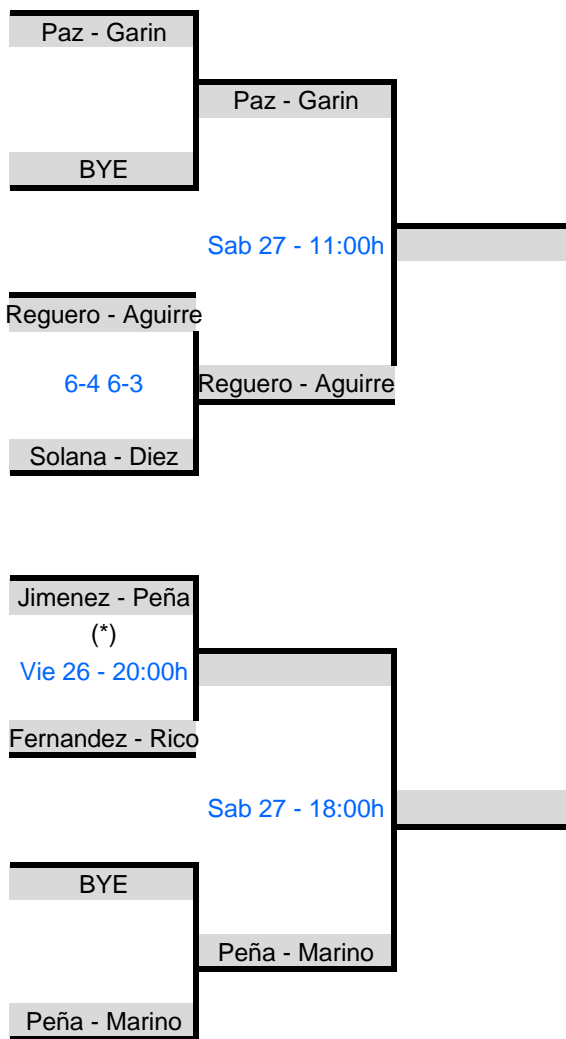 Paz - Garin
Paz - Garin
BYE
Sab 27 - 11:00h
Reguero - Aguirre
6-4 6-3
Reguero - Aguirre
Solana - Diez
Jimenez - Peña
(*)
Vie 26 - 20:00h
Fernandez - Rico
Sab 27 - 18:00h
BYE
Peña - Marino
Peña - Marino